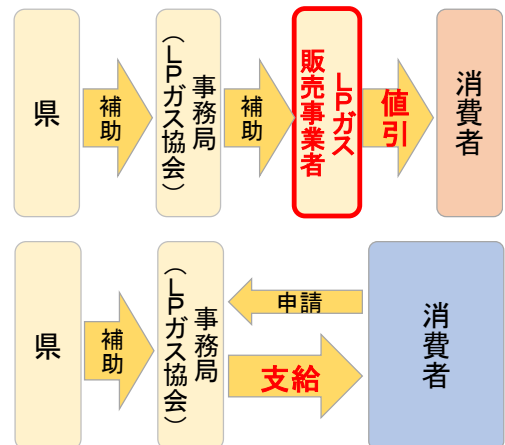 県
補助
事務局
（ＬＰガス協会）
補助
ＬＰガス
販売事業者
値引
消費者
県
補助
事務局
（ＬＰガス協会）
申請
支給
消費者